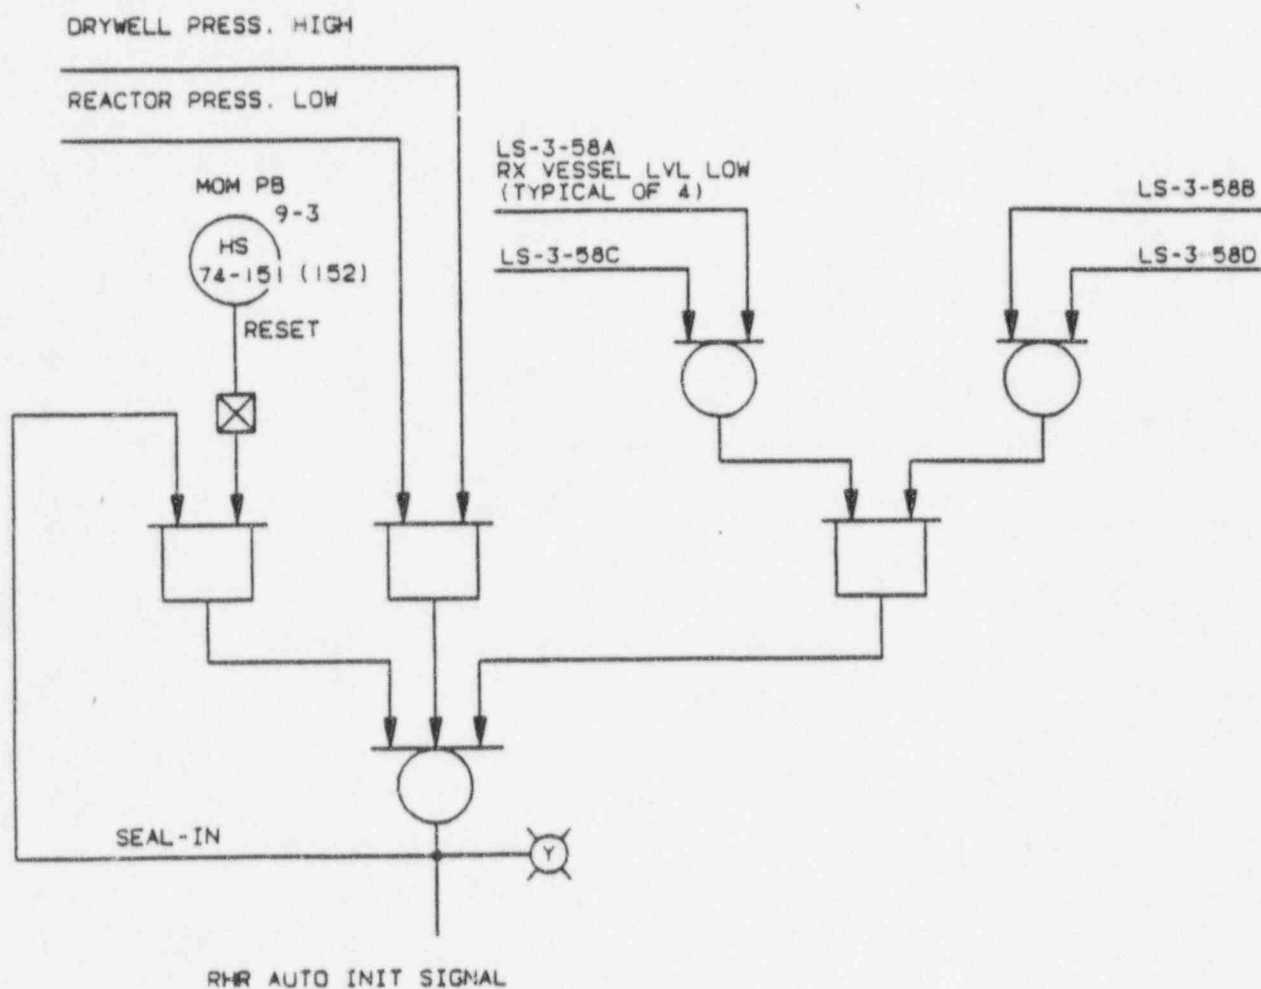 DRYWELL PRESS. HIGH
REACTOR PRESS. LOW
MOM PB
9-3
HS
74-151 (152)
RESET
LS-3-58A
RX VESSEL LVL LOW
(TYPICAL OF 4)
LS-3-58C
LS-3-58B
LS-3-58D
SEAL-IN
Y
RHR AUTO INIT SIGNAL